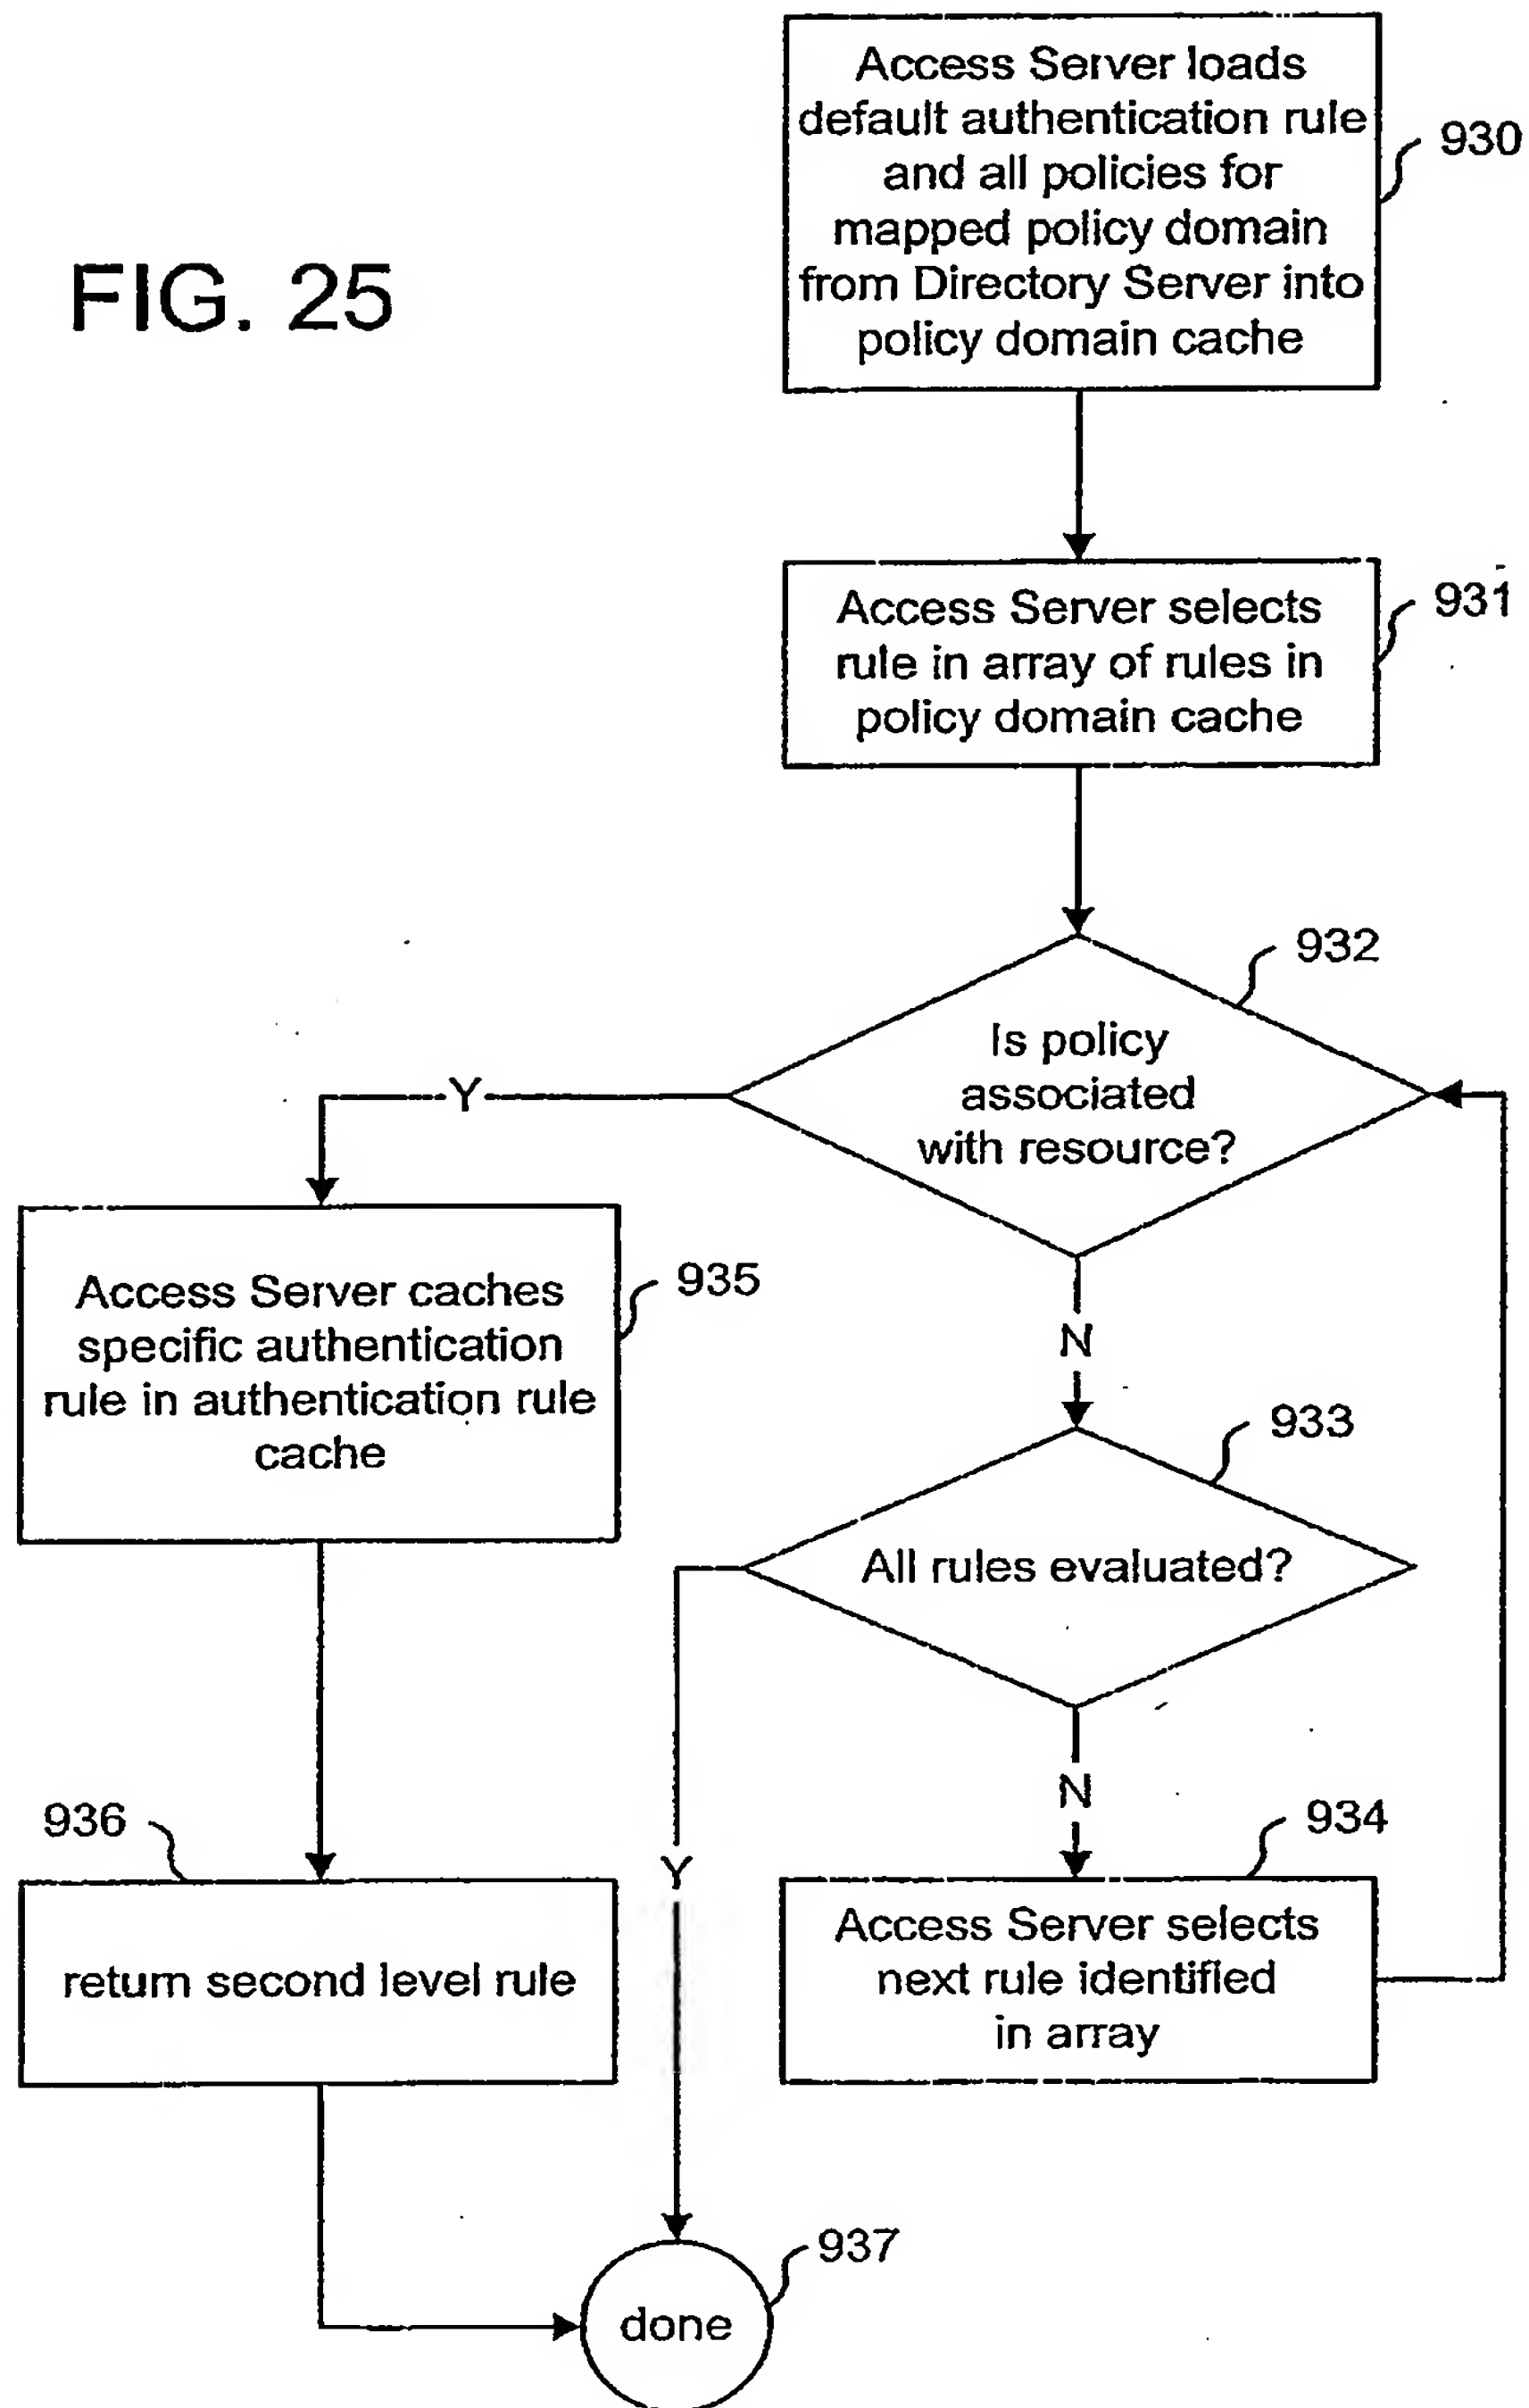 FIG. 25
Access Server loads
default authentication rule
and all policies for
mapped policy domain
from Directory Server into
policy domain cache
930
Access Server selects
rule in array of rules in
policy domain cache
931
932
Is policy
associated
with resource?
Y
N
Access Server caches
specific authentication
rule in authentication rule
cache
935
933
All rules evaluated?
Y
N
936
return second level rule
934
Access Server selects
next rule identified
in array
937
done